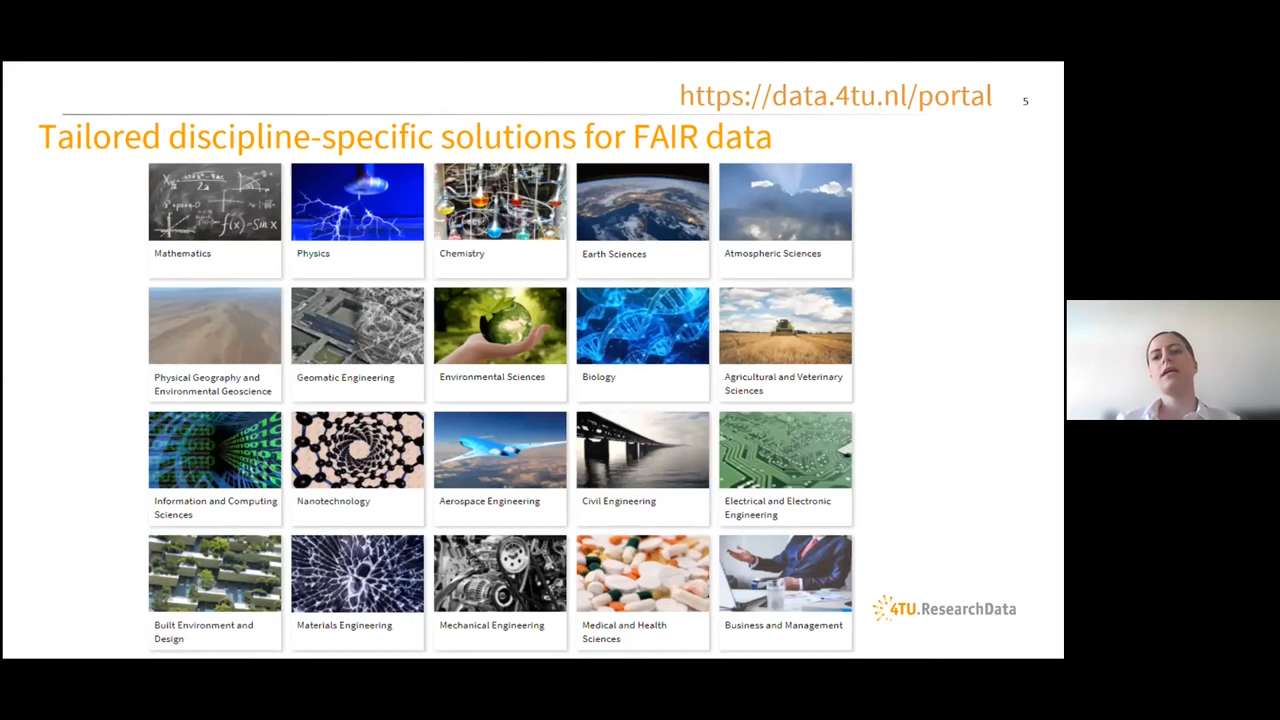 https://data.4tu.nl/portal
5
Tailored discipline-specific solutions for FAIR data
Mathematics
Physics
Chemistry
Earth Sciences
Atmospheric Sciences
Physical Geography and
Environmental Geoscience
Geomatic Engineering
Environmental Sciences
Biology
Agricultural and Veterinary
Sciences
Information and Computing
Sciences
Nanotechnology
Aerospace Engineering
Civil Engineering
Electrical and Electronic
Engineering
Built Environment and
Design
Materials Engineering
Mechanical Engineering
Medical and Health
Sciences
Business and Management
4TU.ResearchData